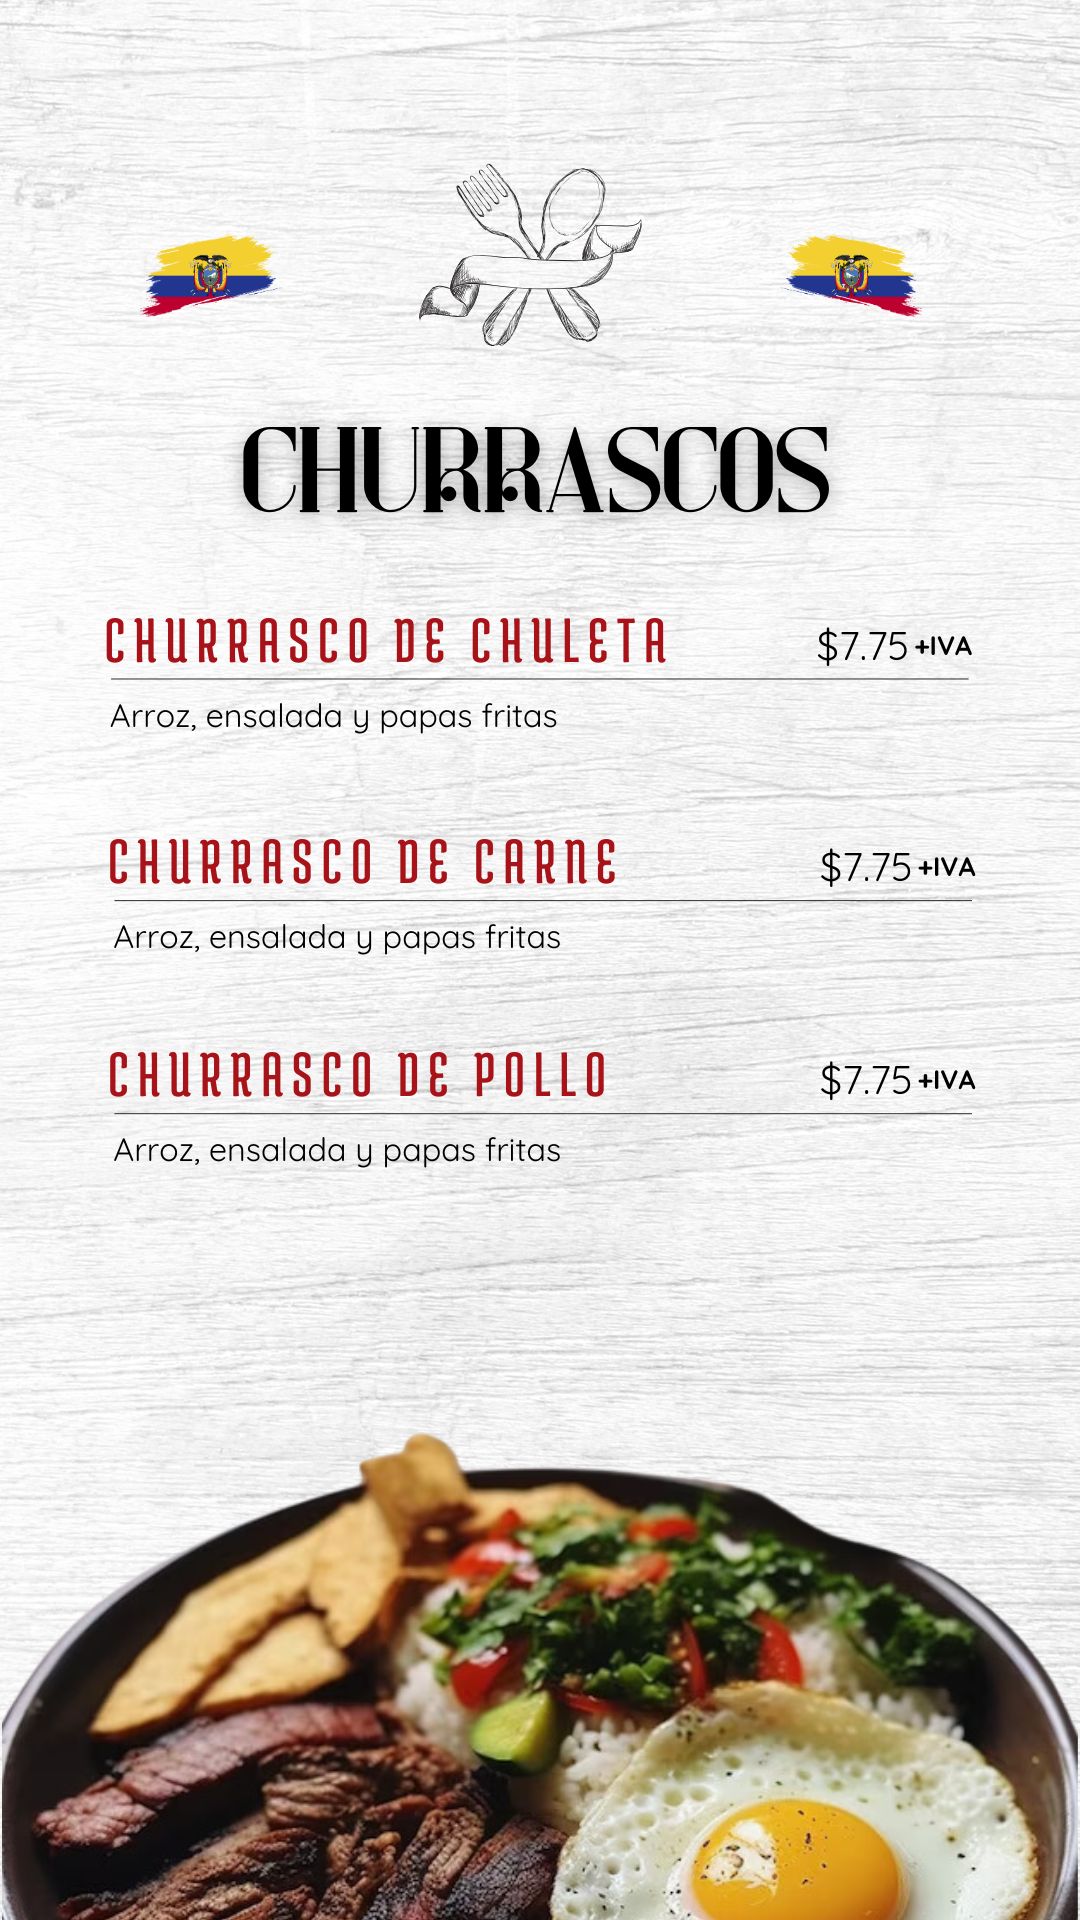 CHURRASCOS
CHURRASCO DE CHULETA $7.75 +IVA
Arroz, ensalada y papas fritas
CHURRASCO DE CARNE $7.75 +IVA
Arroz, ensalada y papas fritas
CHURRASCO DE POLLO $7.75 +IVA
Arroz, ensalada y papas fritas